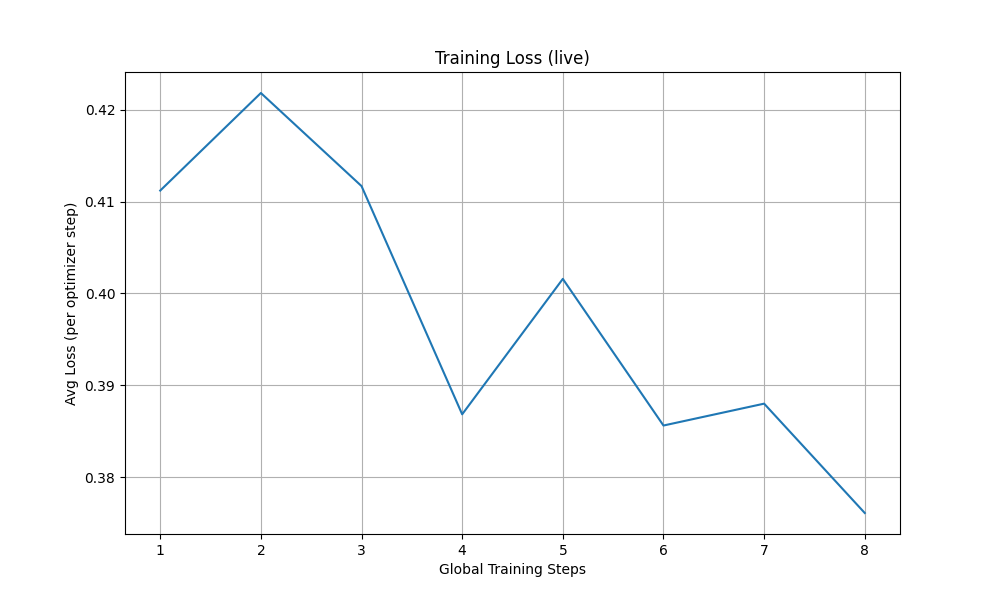 Training Loss (live)
Avg Loss (per optimizer step)
0.42
0.41
0.40
0.39
0.38
1 2 3 4 5 6 7 8
Global Training Steps